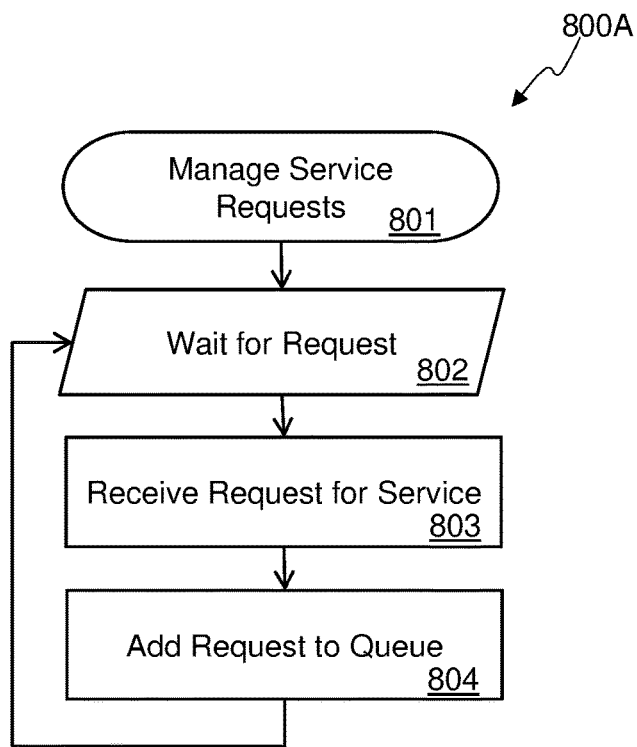 800A
Manage Service
Requests 801
Wait for Request
802
Receive Request for Service
803
Add Request to Queue
804